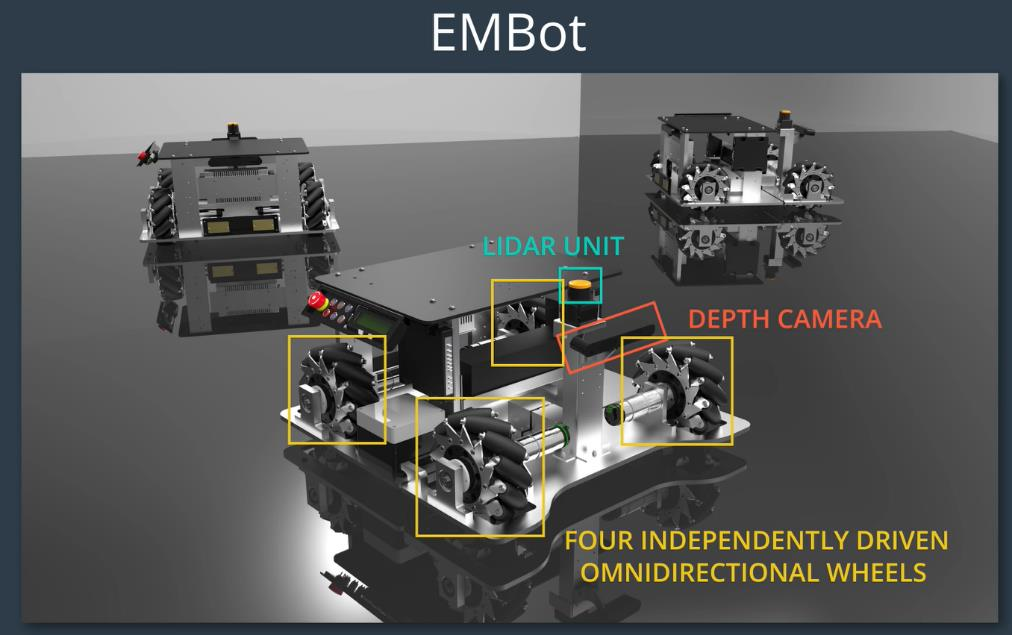 EMBot
LIDAR UNIT
DEPTH CAMERA
FOUR INDEPENDENTLY DRIVEN
OMNIDIRECTIONAL WHEELS